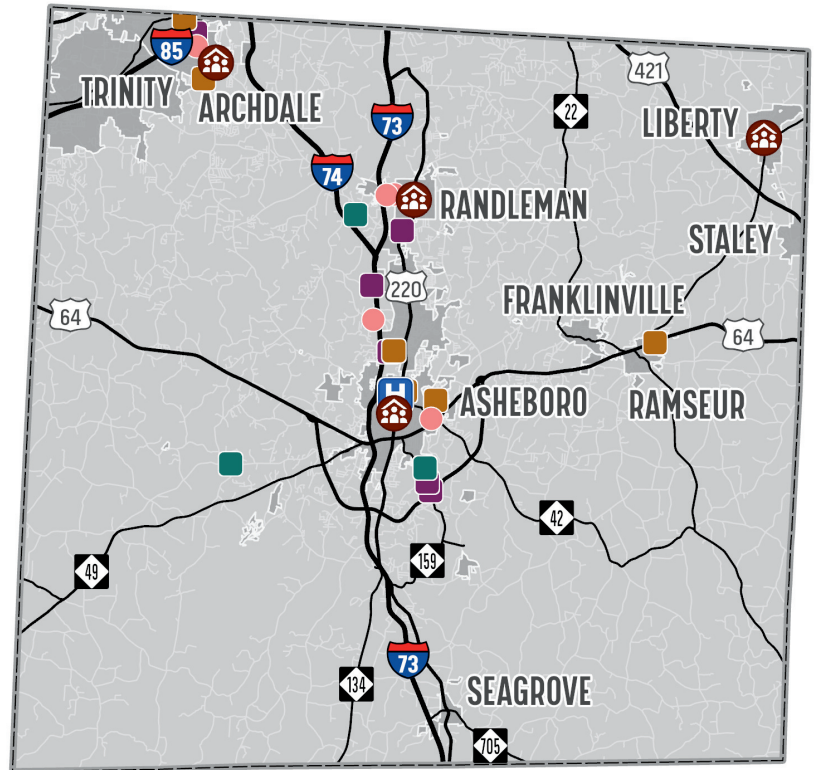 85
TRINITY
ARCHDALE
421
22
LIBERTY
73
74
RANDLEMAN
STALEY
220
FRANKLINVILLE
64
64
H
ASHEBORO
RAMSEUR
42
49
159
73
134
SEAGROVE
705